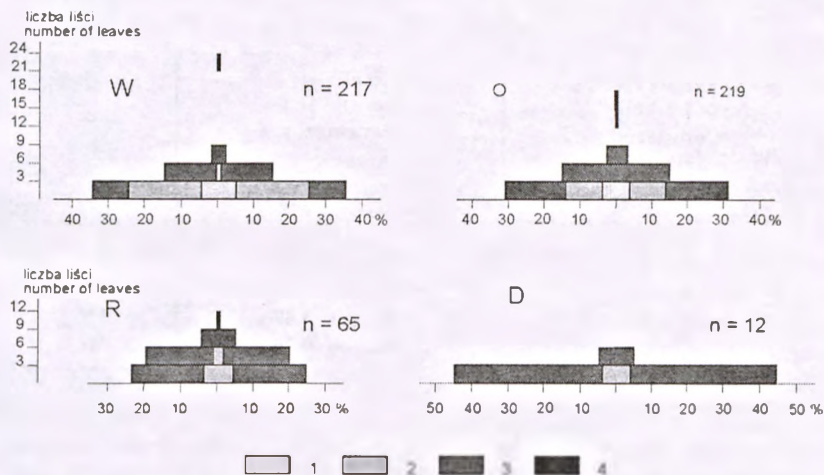 liczba liści
number of leaves
24
21
18
15
12
9
6
3
W
n = 217
40 30 20 10 10 20 30 40 %
O
n = 219
40 30 20 10 10 20 30 40 %
liczba liści
number of leaves
12
9
6
3
R
n = 65
30 20 10 10 20 30 %
D
n = 12
50 40 30 20 10 10 20 30 40 50 %
1 2 3 4